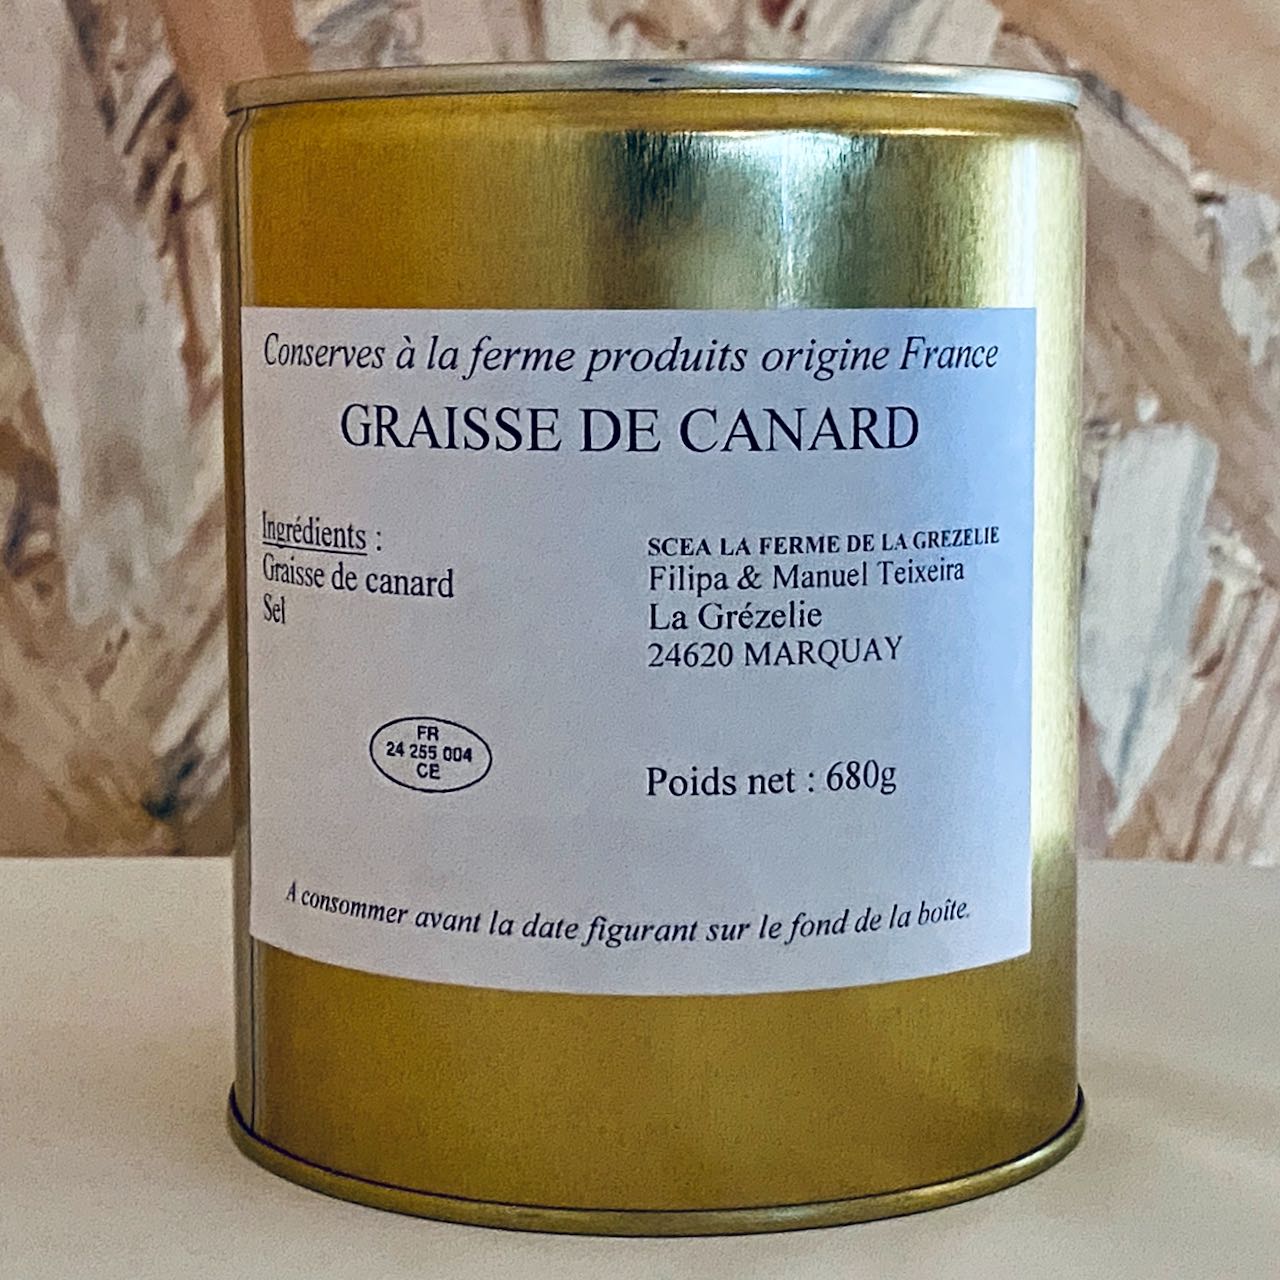 Conserves à la ferme produits origine France
GRAISSE DE CANARD
Ingrédients :
Graisse de canard
Sel
SCEA LA FERME DE LA GREZELIE
Filipa & Manuel Teixeira
La Grézelie
24620 MARQUAY
FR
24 255 004
CE
Poids net : 680g
A consommer avant la date figurant sur le fond de la boîte.